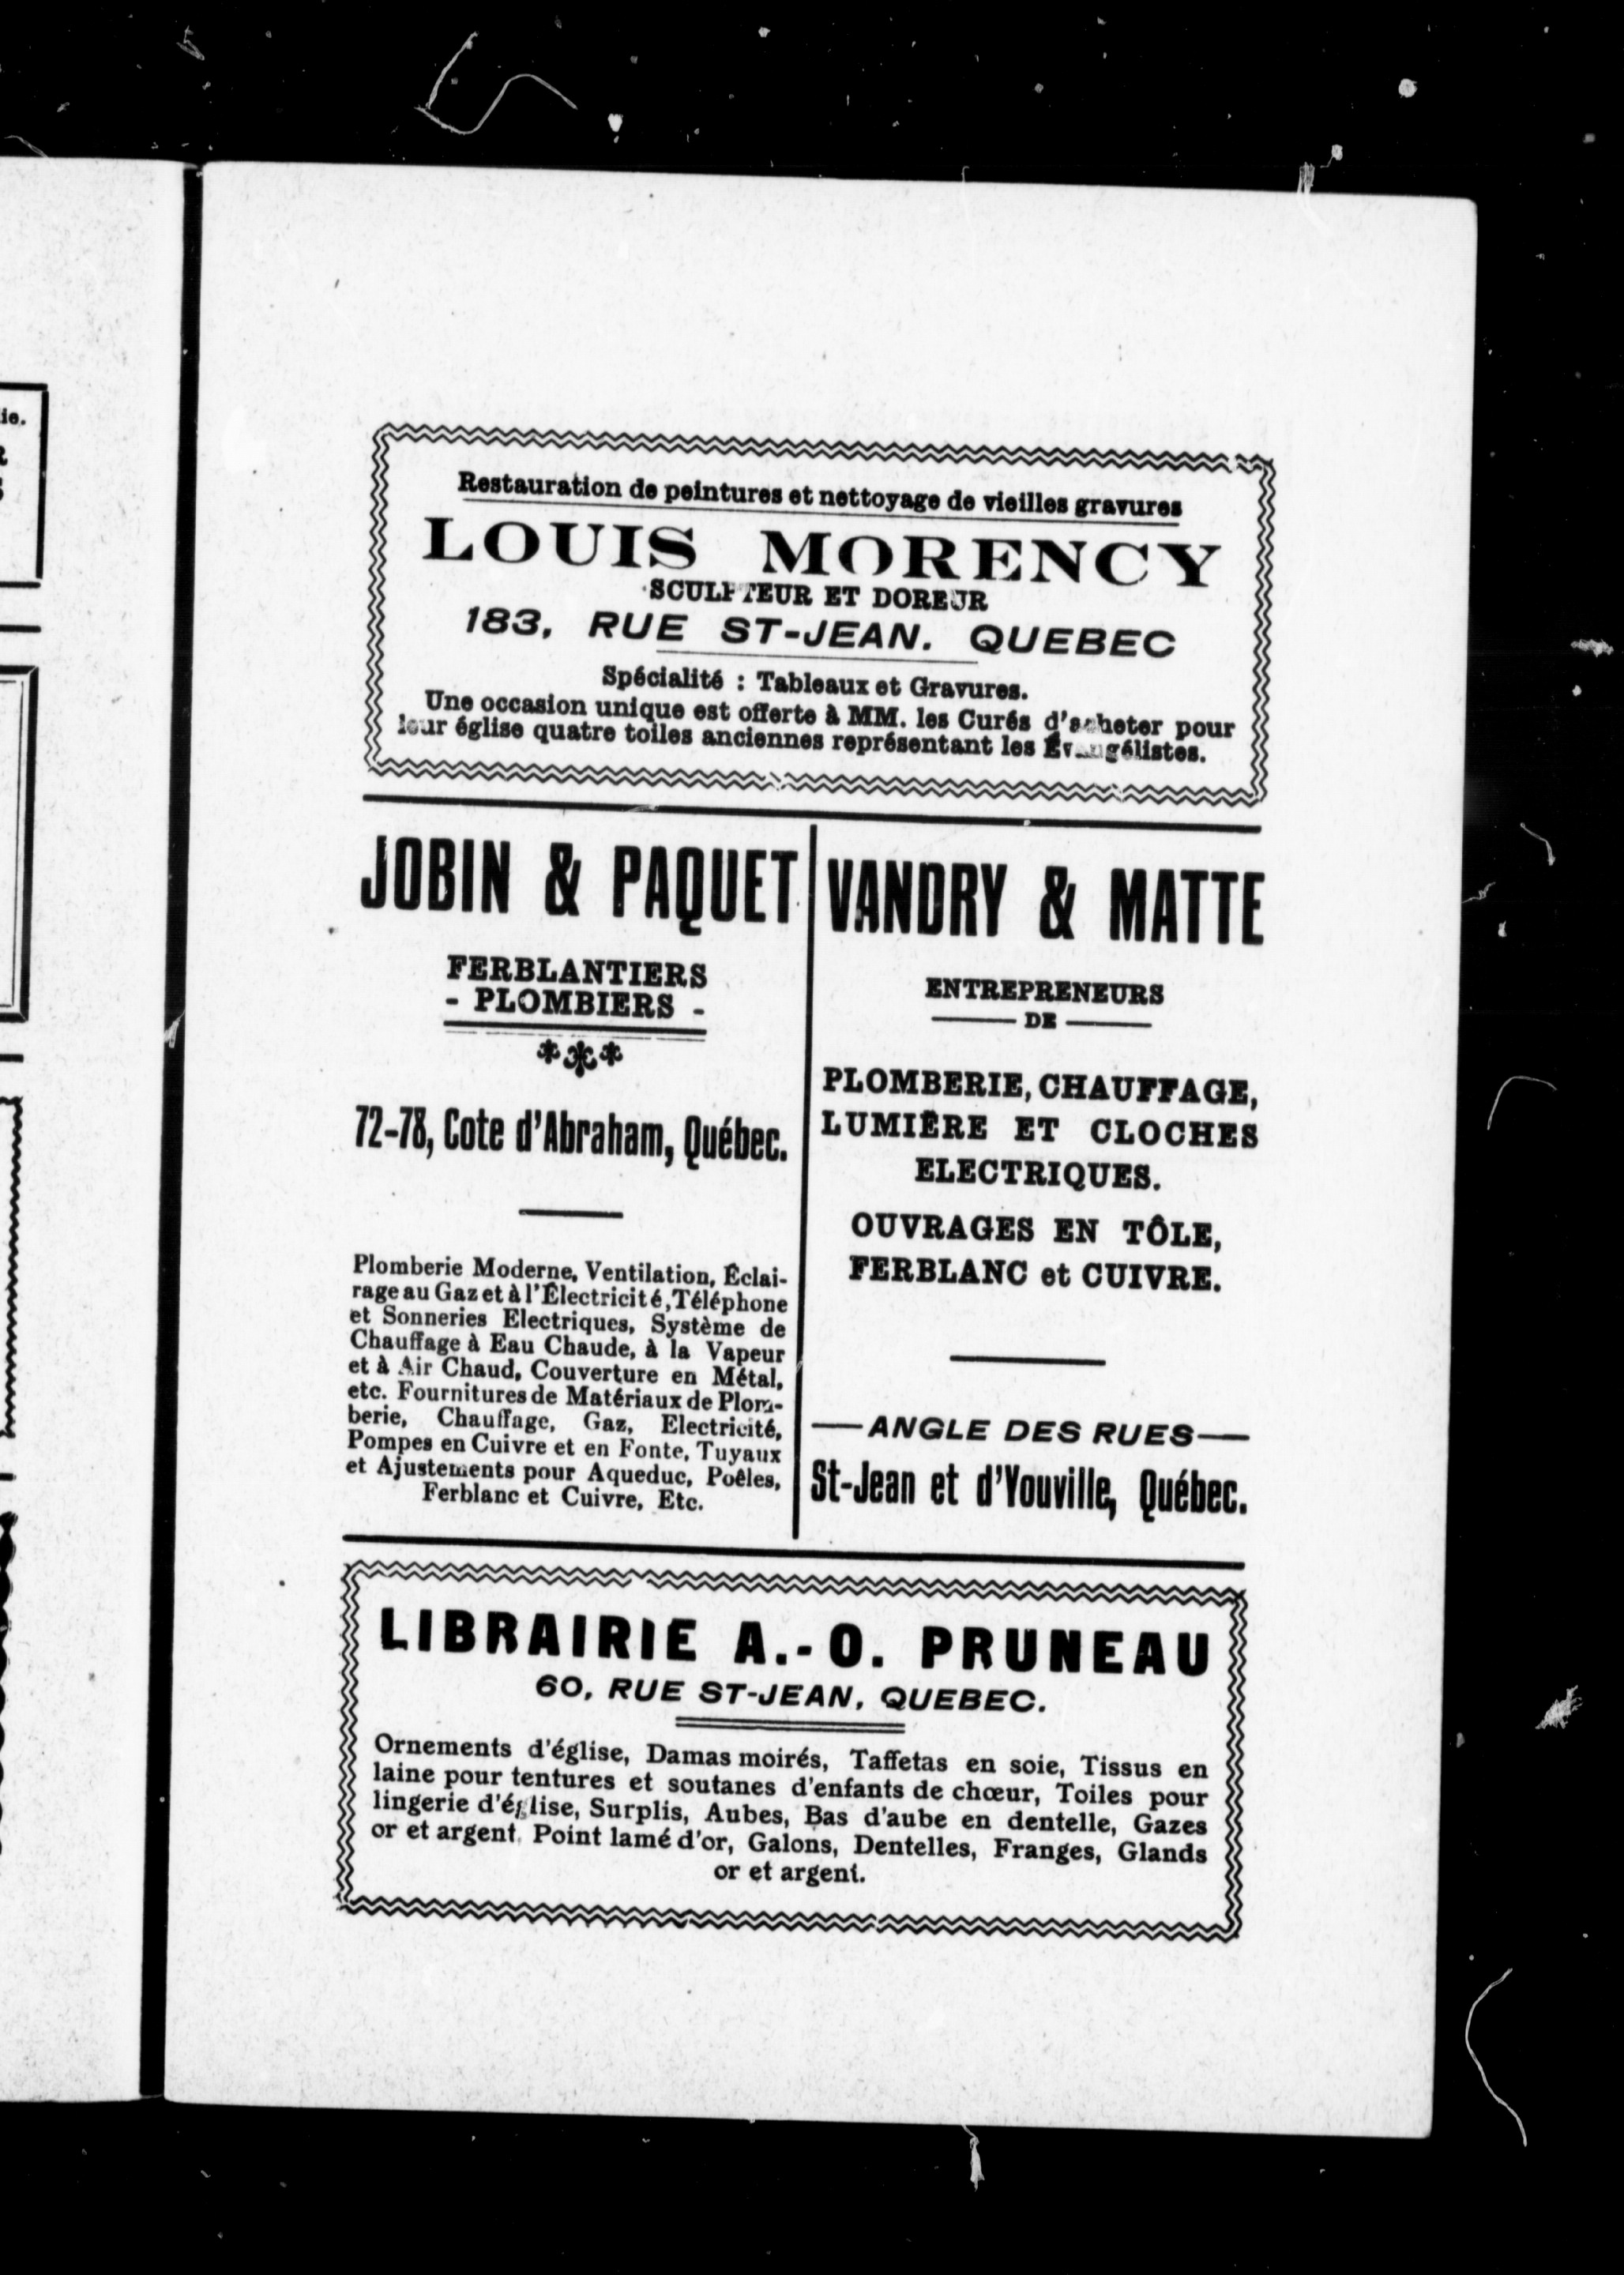 Restauration de peintures et nettoyage de vieilles gravures
LOUIS MORENCY
SCULPTEUR ET DOREUR
183, RUE ST-JEAN. QUEBEC
Spécialité : Tableaux et Gravures.
Une occasion unique est offerte à MM. les Curés d'acheter pour
leur église quatre toiles anciennes représentant les Évangélistes.
JOBIN & PAQUET
FERBLANTIERS
- PLOMBIERS -
72-78, Cote d'Abraham, Québec.
Plomberie Moderne, Ventilation, Éclai-
rage au Gaz et à l'Électricité, Téléphone
et Sonneries Electriques, Système de
Chauffage à Eau Chaude, à la Vapeur
et à Air Chaud, Couverture en Métal,
etc. Fournitures de Matériaux de Plom-
berie, Chauffage, Gaz, Electricité,
Pompes en Cuivre et en Fonte, Tuyaux
et Ajustements pour Aqueduc, Poêles,
Ferblanc et Cuivre, Etc.
VANDRY & MATTE
ENTREPRENEURS
DE
PLOMBERIE, CHAUFFAGE,
LUMIÈRE ET CLOCHES
ELECTRIQUES.
OUVRAGES EN TÔLE,
FERBLANC et CUIVRE.
—ANGLE DES RUES—
St-Jean et d'Youville, Québec.
LIBRAIRIE A.-O. PRUNEAU
60, RUE ST-JEAN, QUEBEC.
Ornements d'église, Damas moirés, Taffetas en soie, Tissus en
laine pour tentures et soutanes d'enfants de chœur, Toiles pour
lingerie d'église, Surplis, Aubes, Bas d'aube en dentelle, Gazes
or et argent, Point lamé d'or, Galons, Dentelles, Franges, Glands
or et argent.